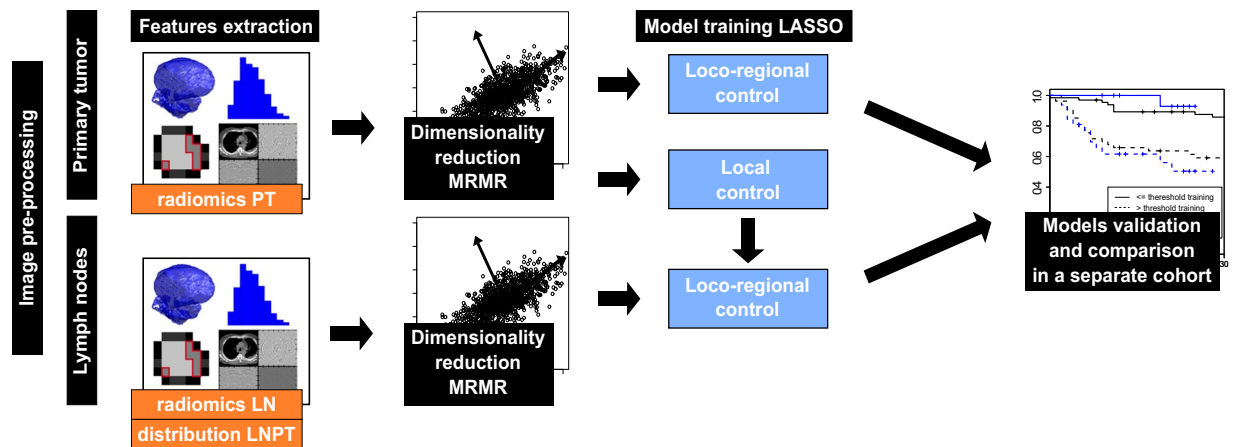 Image pre-processing
Primary tumor
Lymph nodes
Features extraction
radiomics PT
radiomics LN
distribution LNPT
Dimensionality
reduction
MRMR
Dimensionality
reduction
MRMR
Model training LASSO
Loco-regional
control
Local
control
Loco-regional
control
1.0
0.8
0.6
0.4
<= thereshold training
> threshold training
30
Models validation
and comparison
in a separate cohort